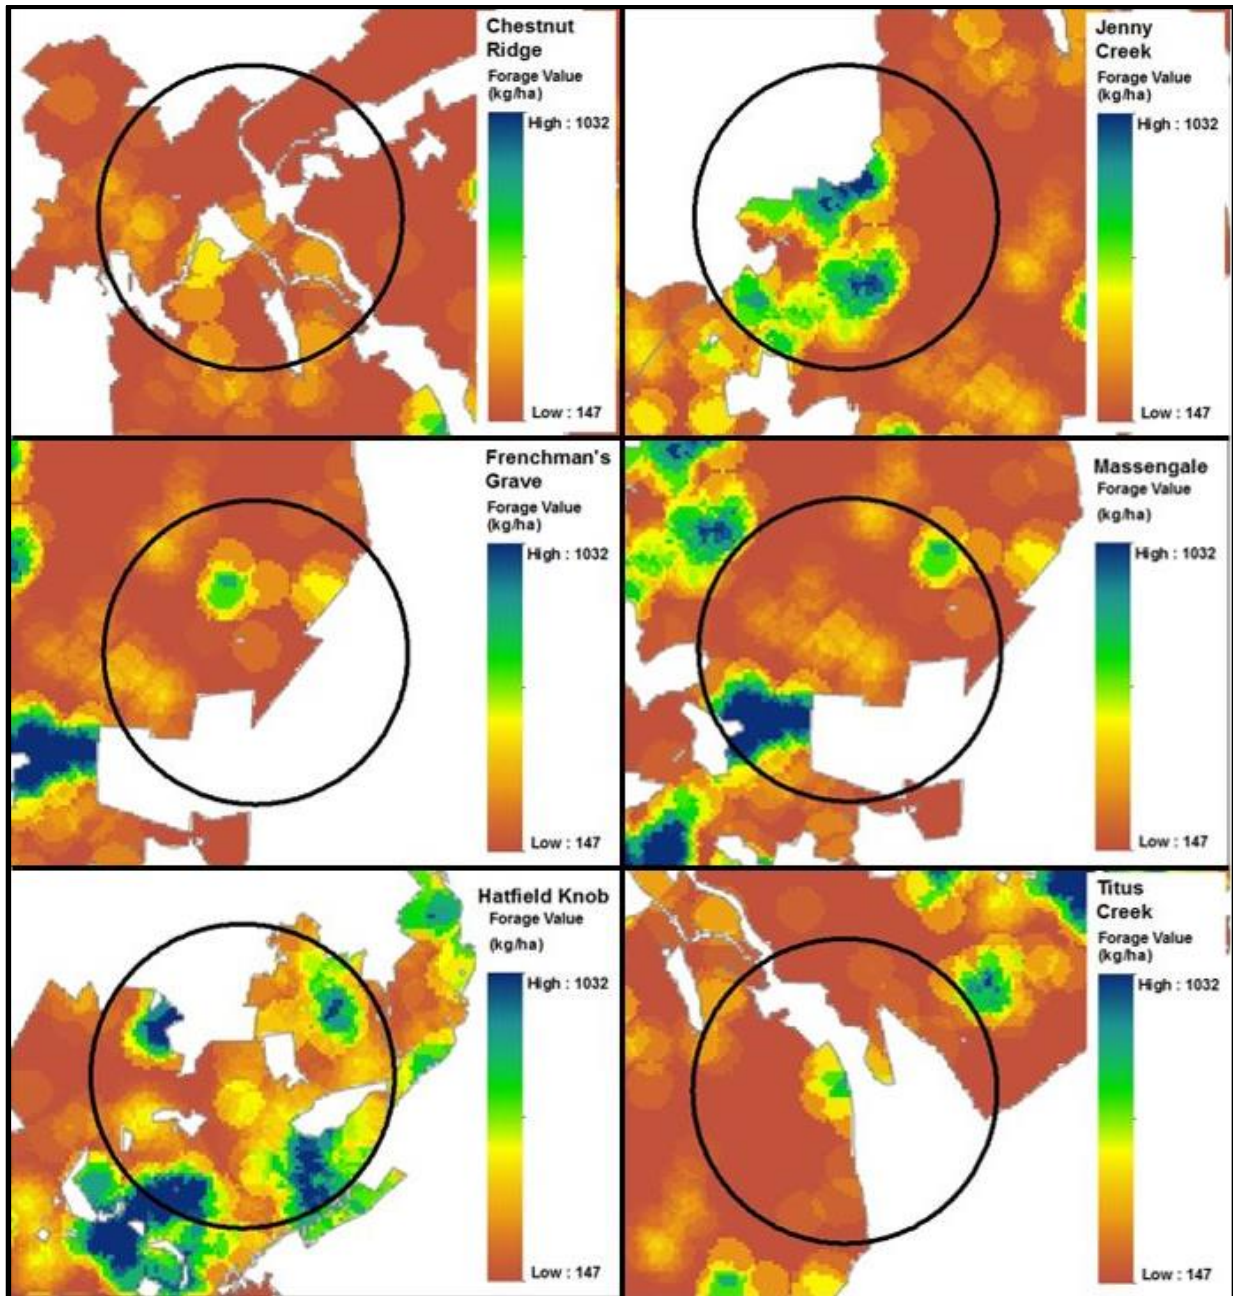 Chestnut
Ridge
Forage Value
(kg/ha)
High : 1032
Low : 147
Jenny
Creek
Forage Value
(kg/ha)
High : 1032
Low : 147
Frenchman's
Grave
Forage Value
(kg/ha)
High : 1032
Low : 147
Massengale
Forage Value
(kg/ha)
High : 1032
Low : 147
Hatfield Knob
Forage Value
(kg/ha)
High : 1032
Low : 147
Titus
Creek
Forage Value
(kg/ha)
High : 1032
Low : 147